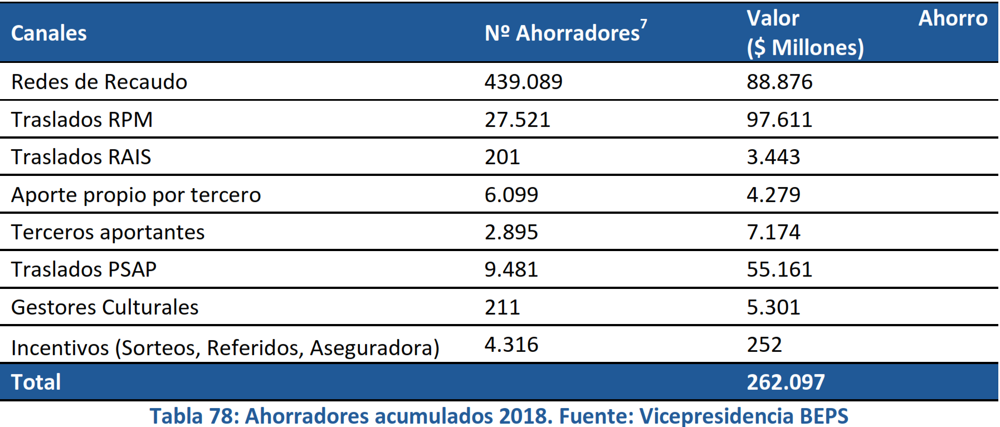 Canales Nº Ahorradores7 Valor Ahorro ($ Millones)
Redes de Recaudo 439.089 88.876
Traslados RPM 27.521 97.611
Traslados RAIS 201 3.443
Aporte propio por tercero 6.099 4.279
Terceros aportantes 2.895 7.174
Traslados PSAP 9.481 55.161
Gestores Culturales 211 5.301
Incentivos (Sorteos, Referidos, Aseguradora) 4.316 252
Total 262.097
Tabla 78: Ahorradores acumulados 2018. Fuente: Vicepresidencia BEPS